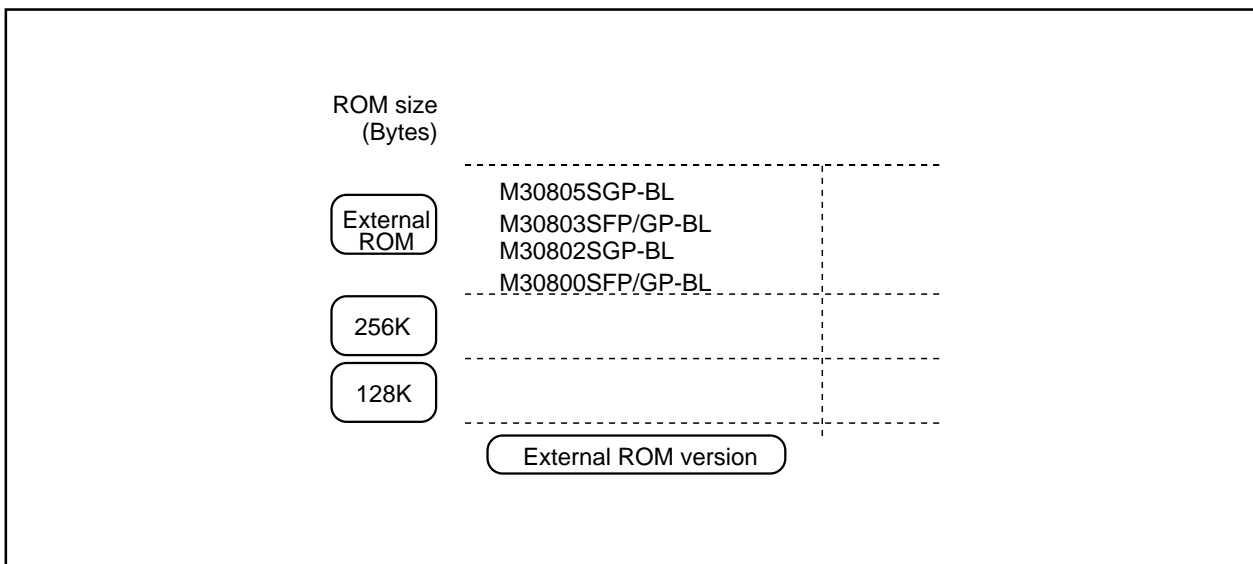 ROM size
(Bytes)
External
ROM
M30805SGP-BL
M30803SFP/GP-BL
M30802SGP-BL
M30800SFP/GP-BL
256K
128K
External ROM version